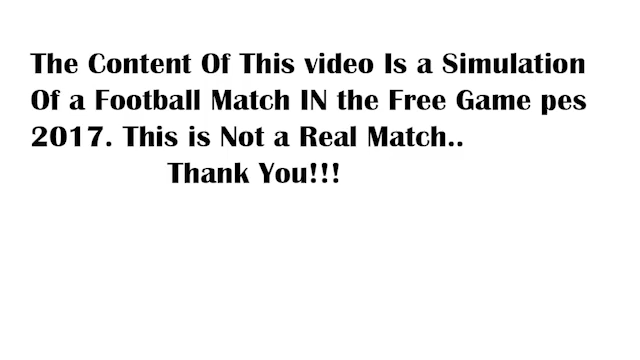 The Content Of This video Is a Simulation
Of a Football Match IN the Free Game pes
2017. This is Not a Real Match..
Thank You!!!